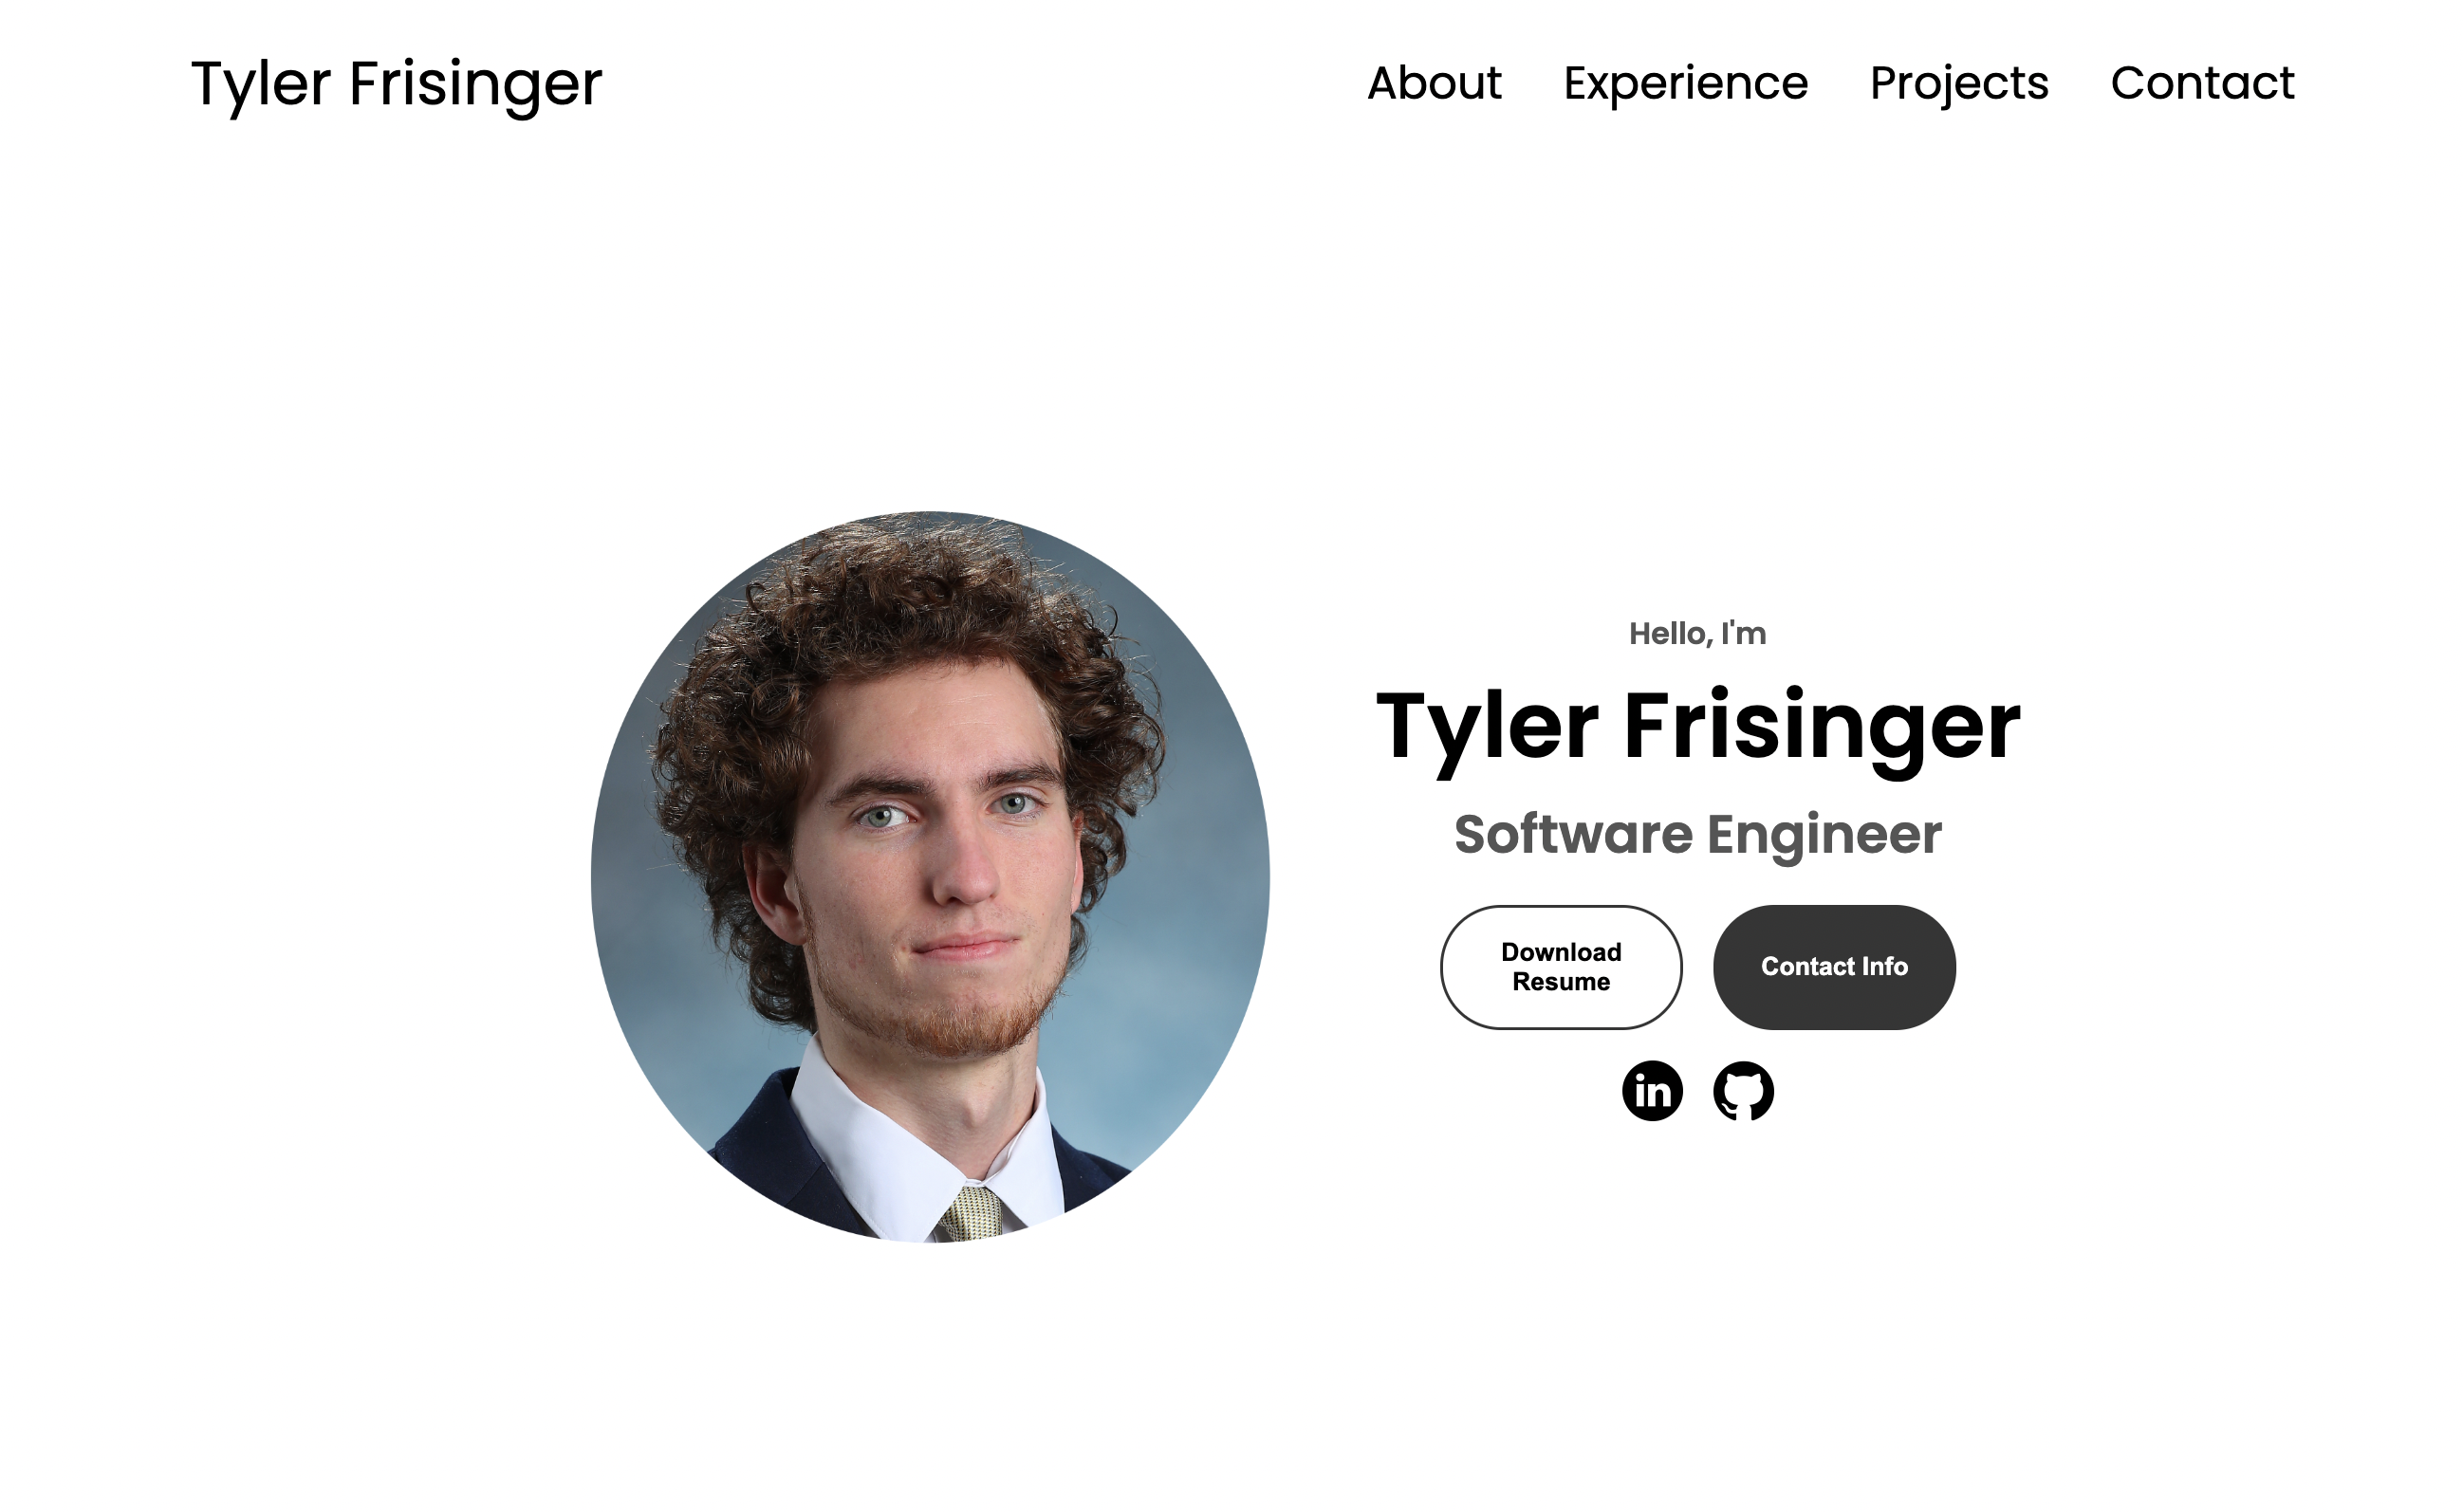 Tyler Frisinger
About Experience Projects Contact
Hello, I'm
Tyler Frisinger
Software Engineer
Download
Resume
Contact Info
in